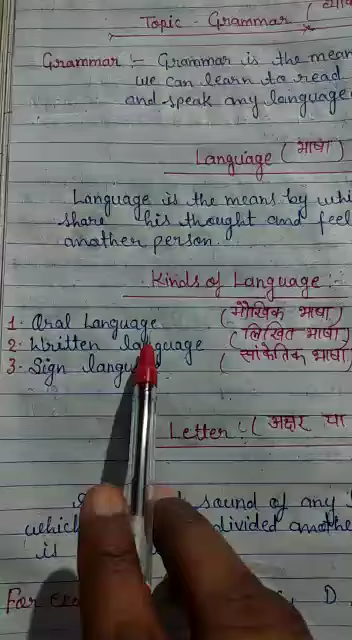 Topic - Grammar (
Grammar :- Grammar is the mean
we can learn to read
and speak any language
Language (भाषा)
Language is the means by whi
share his thought and feel
another person.
Kinds of Language :-
1. Oral Language (मौखिक भाषा)
2. Written language (लिखित भाषा)
3. Sign langu (सांकेतिक भाषा)
Letter :- (अक्षर या
sound of any
which divided anothe
is
For D